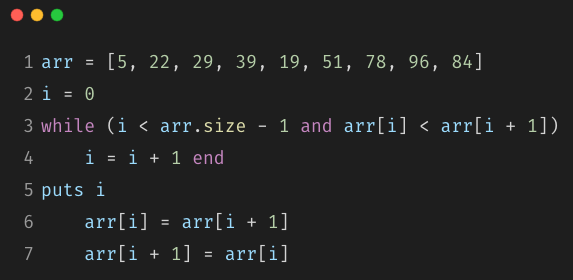 1 arr = [5, 22, 29, 39, 19, 51, 78, 96, 84]
2 i = 0
3 while (i < arr.size - 1 and arr[i] < arr[i + 1])
4     i = i + 1 end
5 puts i
6     arr[i] = arr[i + 1]
7     arr[i + 1] = arr[i]